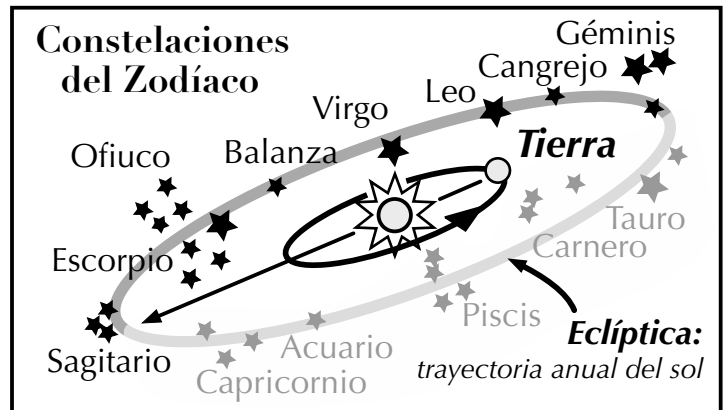 Constelaciones
del Zodíaco
Géminis
Cangrejo
Leo
Virgo
Tierra
Balanza
Ofiuco
Tauro
Carnero
Escorpio
Piscis
Eclíptica:
trayectoria anual del sol
Acuario
Sagitario
Capricornio